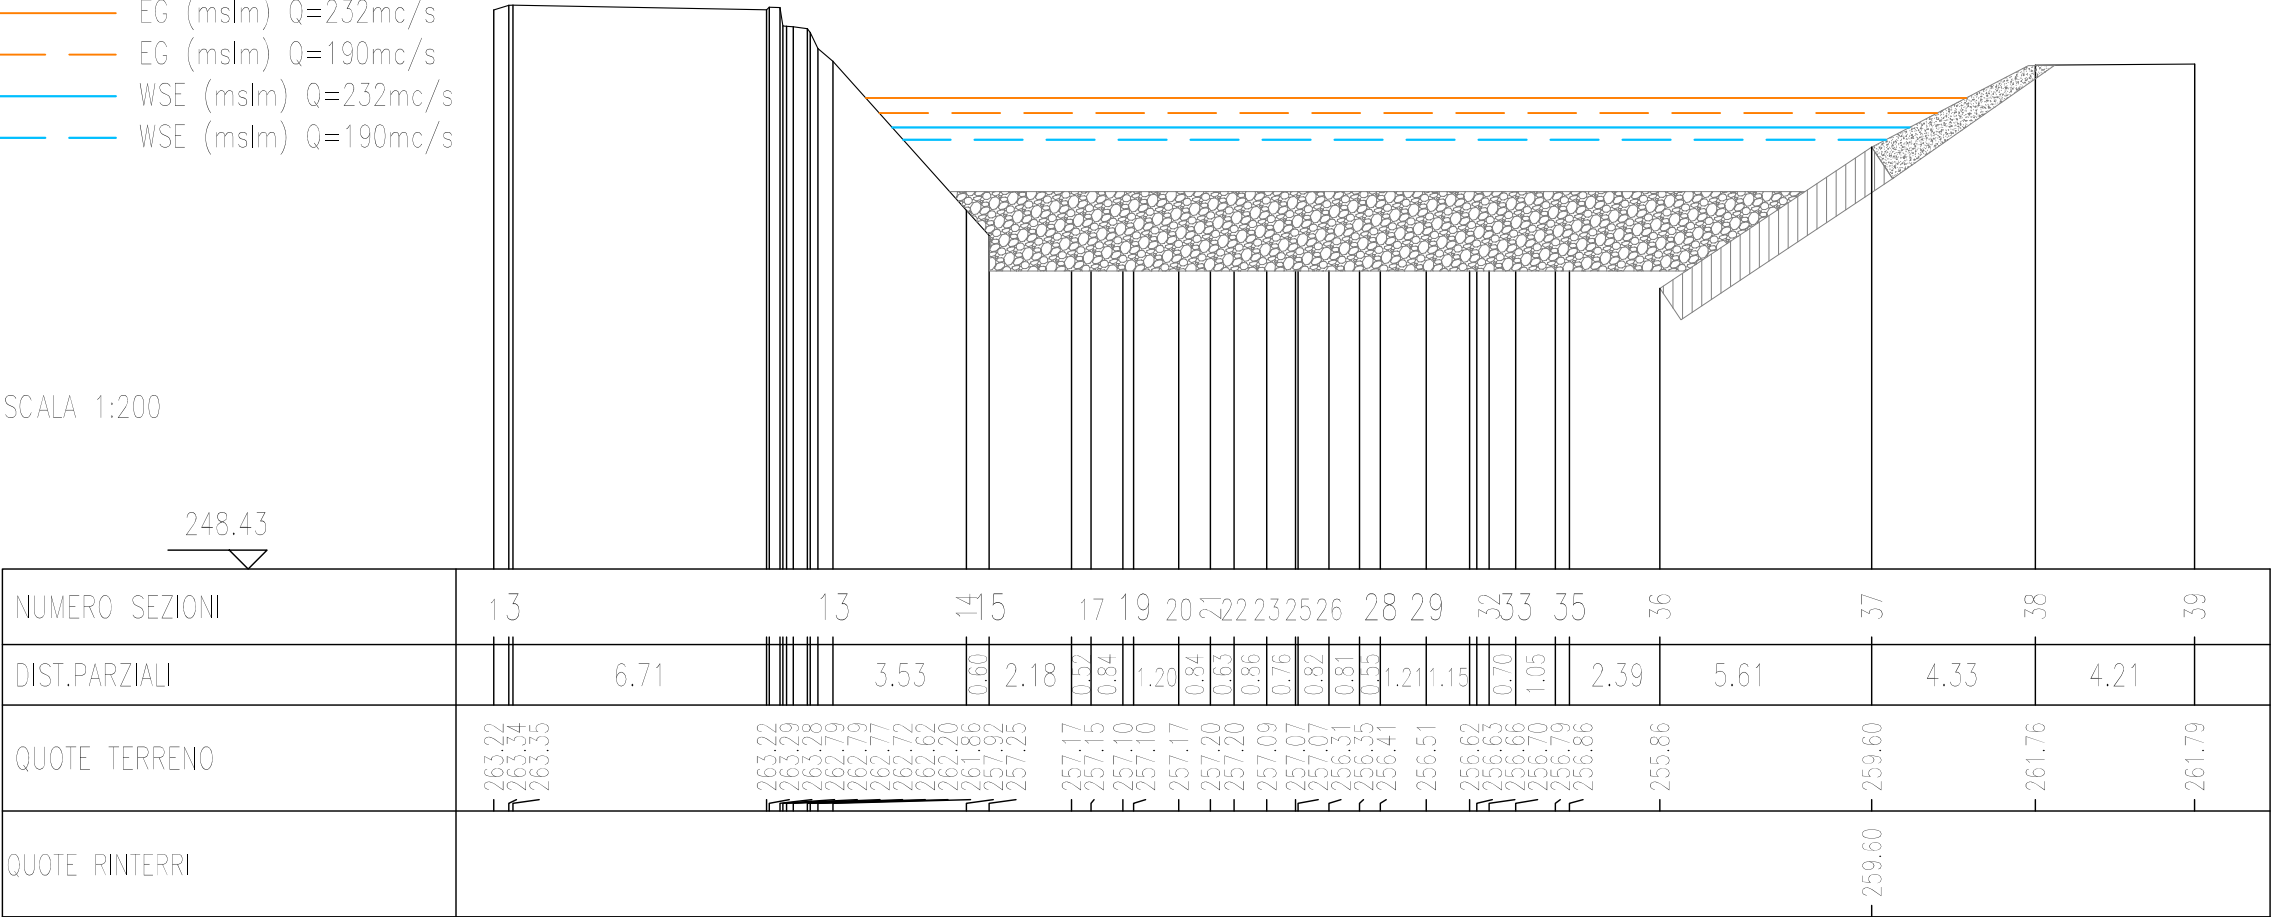 EG (mslm) Q=232mc/s
EG (mslm) Q=190mc/s
WSE (mslm) Q=232mc/s
WSE (mslm) Q=190mc/s
SCALA 1:200
248.43
NUMERO SEZIONI 13 13 14 15 17 19 20 21 22 23 25 26 28 29 32 33 35 36 37 38 39
DIST.PARZIALI 6.71 3.53 0.60 2.18 0.52 0.84 1.20 0.84 0.63 0.86 0.76 0.82 0.81 0.55 1.21 1.15 0.70 1.05 2.39 5.61 4.33 4.21
QUOTE TERRENO 263.22 263.34 263.35 263.22 263.29 263.28 262.79 262.79 262.77 262.72 262.62 262.20 261.86 257.92 257.25 257.17 257.15 257.10 257.10 257.17 257.20 257.20 257.09 257.07 257.07 256.31 256.35 256.41 256.51 256.62 256.63 256.66 256.70 256.79 256.86 255.86 259.60 261.76 261.79
QUOTE RINTERRI 259.60